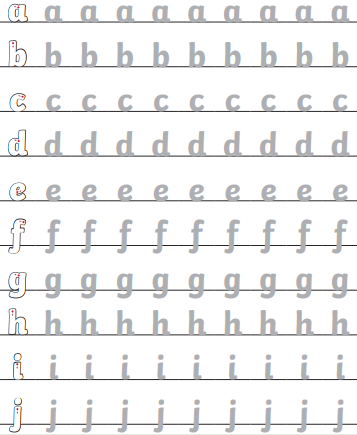 a a a a a a a a a a
b b b b b b b b b b
c c c c c c c c c c
d d d d d d d d d d
e e e e e e e e e e
f f f f f f f f f f
g g g g g g g g g g
h h h h h h h h h h
i i i i i i i i i i
j j j j j j j j j j